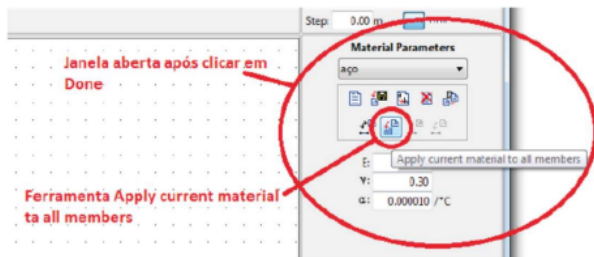 Step: 0.00 m
Janela aberta após clicar em
Done
Material Parameters
aço
Apply current material to all members
Ferramenta Apply current material
ta all members
E:
ν: 0.30
α: 0.000010 /°C